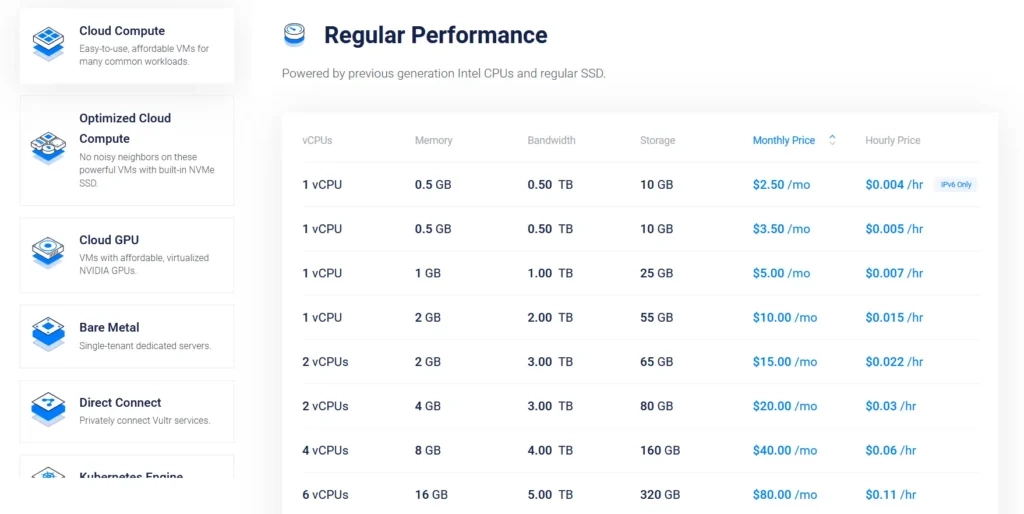 Cloud Compute
Easy-to-use, affordable VMs for
many common workloads.
Optimized Cloud
Compute
No noisy neighbors on these
powerful VMs with built-in NVMe
SSD.
Cloud GPU
VMs with affordable, virtualized
NVIDIA GPUs.
Bare Metal
Single-tenant dedicated servers.
Direct Connect
Privately connect Vultr services.
Kubernetes Engine
Regular Performance
Powered by previous generation Intel CPUs and regular SSD.
vCPUs Memory Bandwidth Storage Monthly Price Hourly Price
1 vCPU 0.5 GB 0.50 TB 10 GB $2.50 /mo $0.004 /hr IPv6 Only
1 vCPU 0.5 GB 0.50 TB 10 GB $3.50 /mo $0.005 /hr
1 vCPU 1 GB 1.00 TB 25 GB $5.00 /mo $0.007 /hr
1 vCPU 2 GB 2.00 TB 55 GB $10.00 /mo $0.015 /hr
2 vCPUs 2 GB 3.00 TB 65 GB $15.00 /mo $0.022 /hr
2 vCPUs 4 GB 3.00 TB 80 GB $20.00 /mo $0.03 /hr
4 vCPUs 8 GB 4.00 TB 160 GB $40.00 /mo $0.06 /hr
6 vCPUs 16 GB 5.00 TB 320 GB $80.00 /mo $0.11 /hr